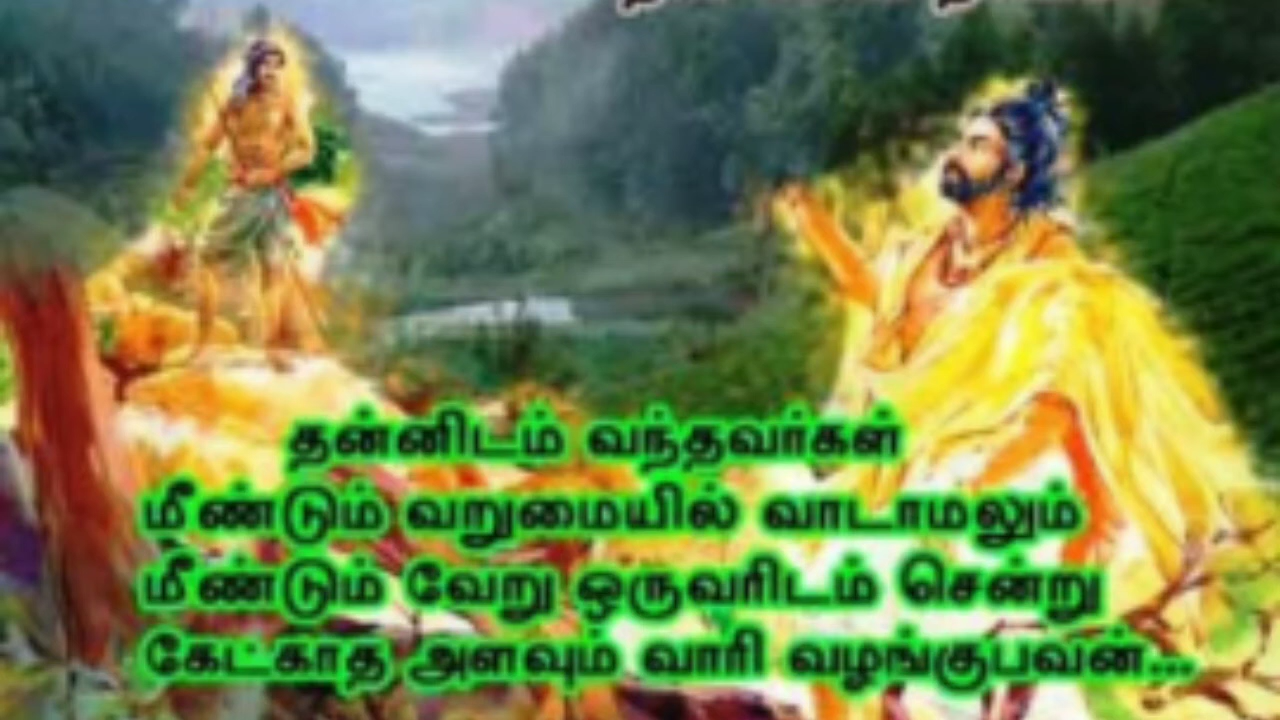 தன்னிடம் வந்தவர்கள்
மீண்டும் வறுமையில் வாடாமலும்
மீண்டும் வேறு ஒருவரிடம் சென்று
கேட்காத அளவும் வாரி வழங்குபவன்...